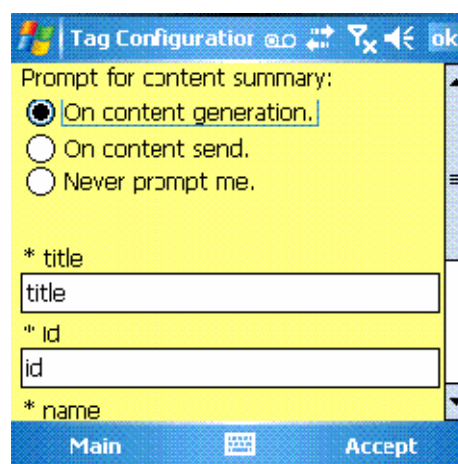 Tag Configuration ok
Prompt for content summary:
On content generation.
On content send.
Never prompt me.
* title
title
* Id
id
* name
Main Accept